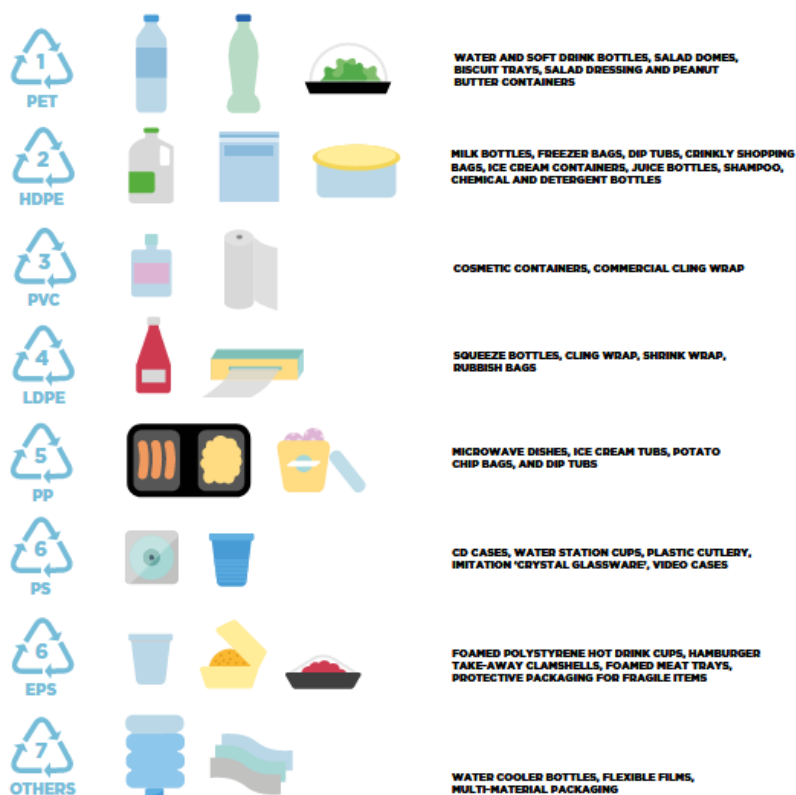 1
PET
WATER AND SOFT DRINK BOTTLES, SALAD DOMES,
BISCUIT TRAYS, SALAD DRESSING AND PEANUT
BUTTER CONTAINERS
2
HDPE
MILK BOTTLES, FREEZER BAGS, DIP TUBS, CRINKLY SHOPPING
BAGS, ICE CREAM CONTAINERS, JUICE BOTTLES, SHAMPOO,
CHEMICAL AND DETERGENT BOTTLES
3
PVC
COSMETIC CONTAINERS, COMMERCIAL CLING WRAP
4
LDPE
SQUEEZE BOTTLES, CLING WRAP, SHRINK WRAP,
RUBBISH BAGS
5
PP
MICROWAVE DISHES, ICE CREAM TUBS, POTATO
CHIP BAGS, AND DIP TUBS
6
PS
CD CASES, WATER STATION CUPS, PLASTIC CUTLERY,
IMITATION ‘CRYSTAL GLASSWARE’, VIDEO CASES
6
EPS
FOAMED POLYSTYRENE HOT DRINK CUPS, HAMBURGER
TAKE-AWAY CLAMSHELLS, FOAMED MEAT TRAYS,
PROTECTIVE PACKAGING FOR FRAGILE ITEMS
7
OTHERS
WATER COOLER BOTTLES, FLEXIBLE FILMS,
MULTI-MATERIAL PACKAGING